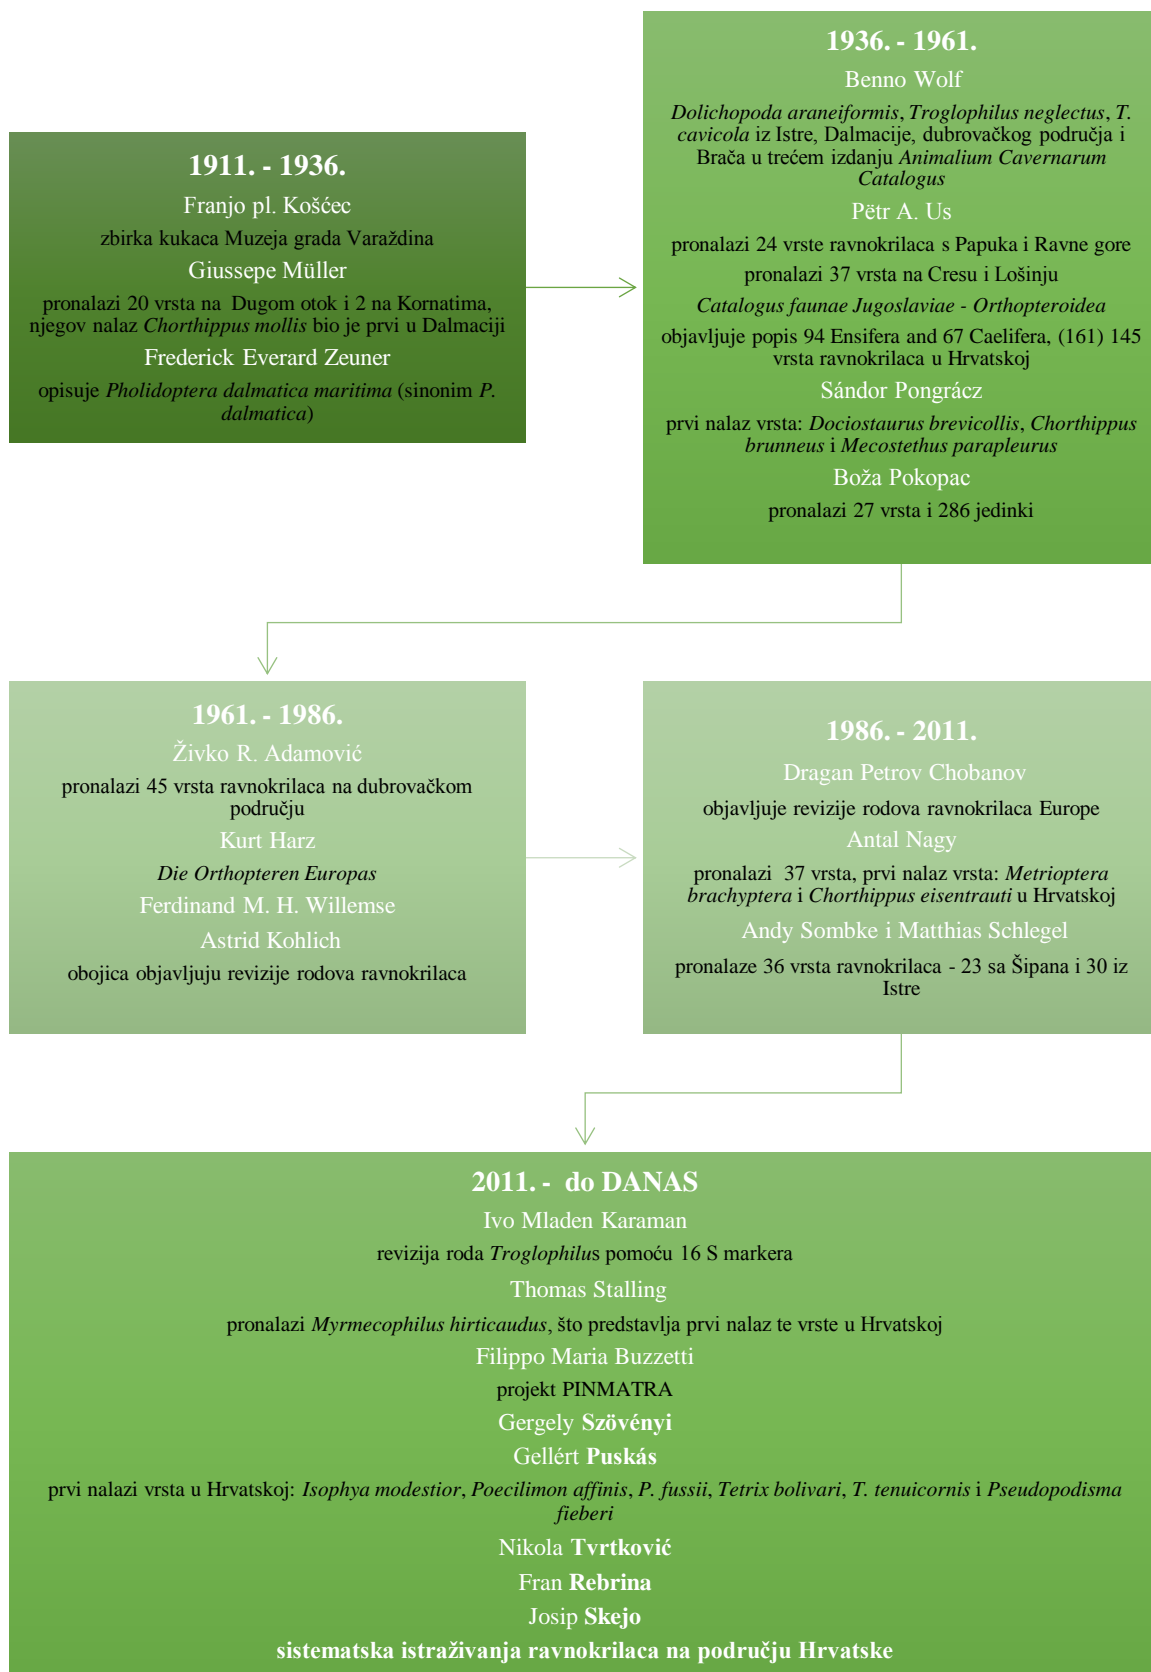 1911. - 1936.
Franjo pl. Košćec
zbirka kukaca Muzeja grada Varaždina
Giussepe Müller
pronalazi 20 vrsta na Dugom otok i 2 na Kornatima,
njegov nalaz Chorthippus mollis bio je prvi u Dalmaciji
Frederick Everard Zeuner
opisuje Pholidoptera dalmatica maritima (sinonim P.
dalmatica)
1936. - 1961.
Benno Wolf
Dolichopoda araneiformis, Troglophilus neglectus, T.
cavicola iz Istre, Dalmacije, dubrovačkog područja i
Brača u trećem izdanju Animalium Cavernarum
Catalogus
Pëtr A. Us
pronalazi 24 vrste ravnokrilaca s Papuka i Ravne gore
pronalazi 37 vrsta na Cresu i Lošinju
Catalogus faunae Jugoslaviae - Orthopteroidea
objavljuje popis 94 Ensifera and 67 Caelifera, (161) 145
vrsta ravnokrilaca u Hrvatskoj
Sándor Pongrácz
prvi nalaz vrsta: Dociostaurus brevicollis, Chorthippus
brunneus i Mecostethus parapleurus
Boža Pokopac
pronalazi 27 vrsta i 286 jedinki
1961. - 1986.
Živko R. Adamović
pronalazi 45 vrsta ravnokrilaca na dubrovačkom
području
Kurt Harz
Die Orthopteren Europas
Ferdinand M. H. Willemse
Astrid Kohlich
obojica objavljuju revizije rodova ravnokrilaca
1986. - 2011.
Dragan Petrov Chobanov
objavljuje revizije rodova ravnokrilaca Europe
Antal Nagy
pronalazi 37 vrsta, prvi nalaz vrsta: Metrioptera
brachyptera i Chorthippus eisentrauti u Hrvatskoj
Andy Sombke i Matthias Schlegel
pronalaze 36 vrsta ravnokrilaca - 23 sa Šipana i 30 iz
Istre
2011. - do DANAS
Ivo Mladen Karaman
revizija roda Troglophilus pomoću 16 S markera
Thomas Stalling
pronalazi Myrmecophilus hirticaudus, što predstavlja prvi nalaz te vrste u Hrvatskoj
Filippo Maria Buzzetti
projekt PINMATRA
Gergely Szövényi
Gellért Puskás
prvi nalazi vrsta u Hrvatskoj: Isophya modestior, Poecilimon affinis, P. fussii, Tetrix bolivari, T. tenuicornis i Pseudopodisma
fieberi
Nikola Tvrtković
Fran Rebrina
Josip Skejo
sistematska istraživanja ravnokrilaca na području Hrvatske